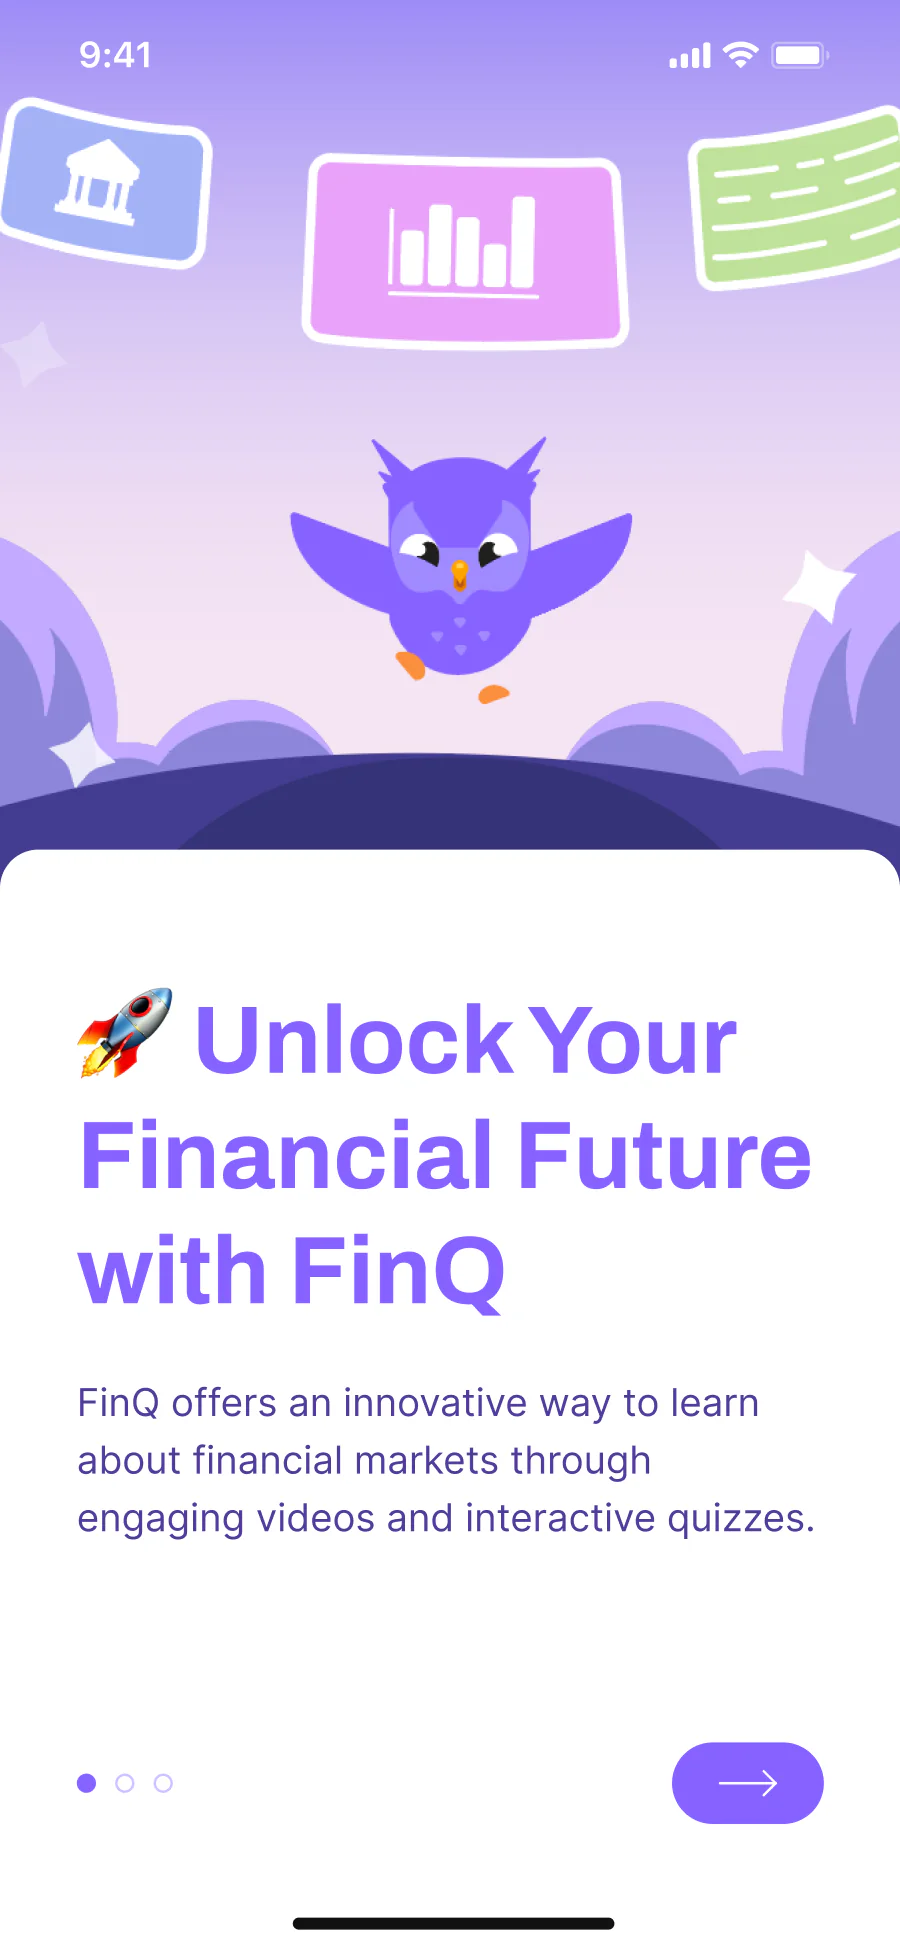 9:41
🚀 Unlock Your
Financial Future
with FinQ
FinQ offers an innovative way to learn
about financial markets through
engaging videos and interactive quizzes.